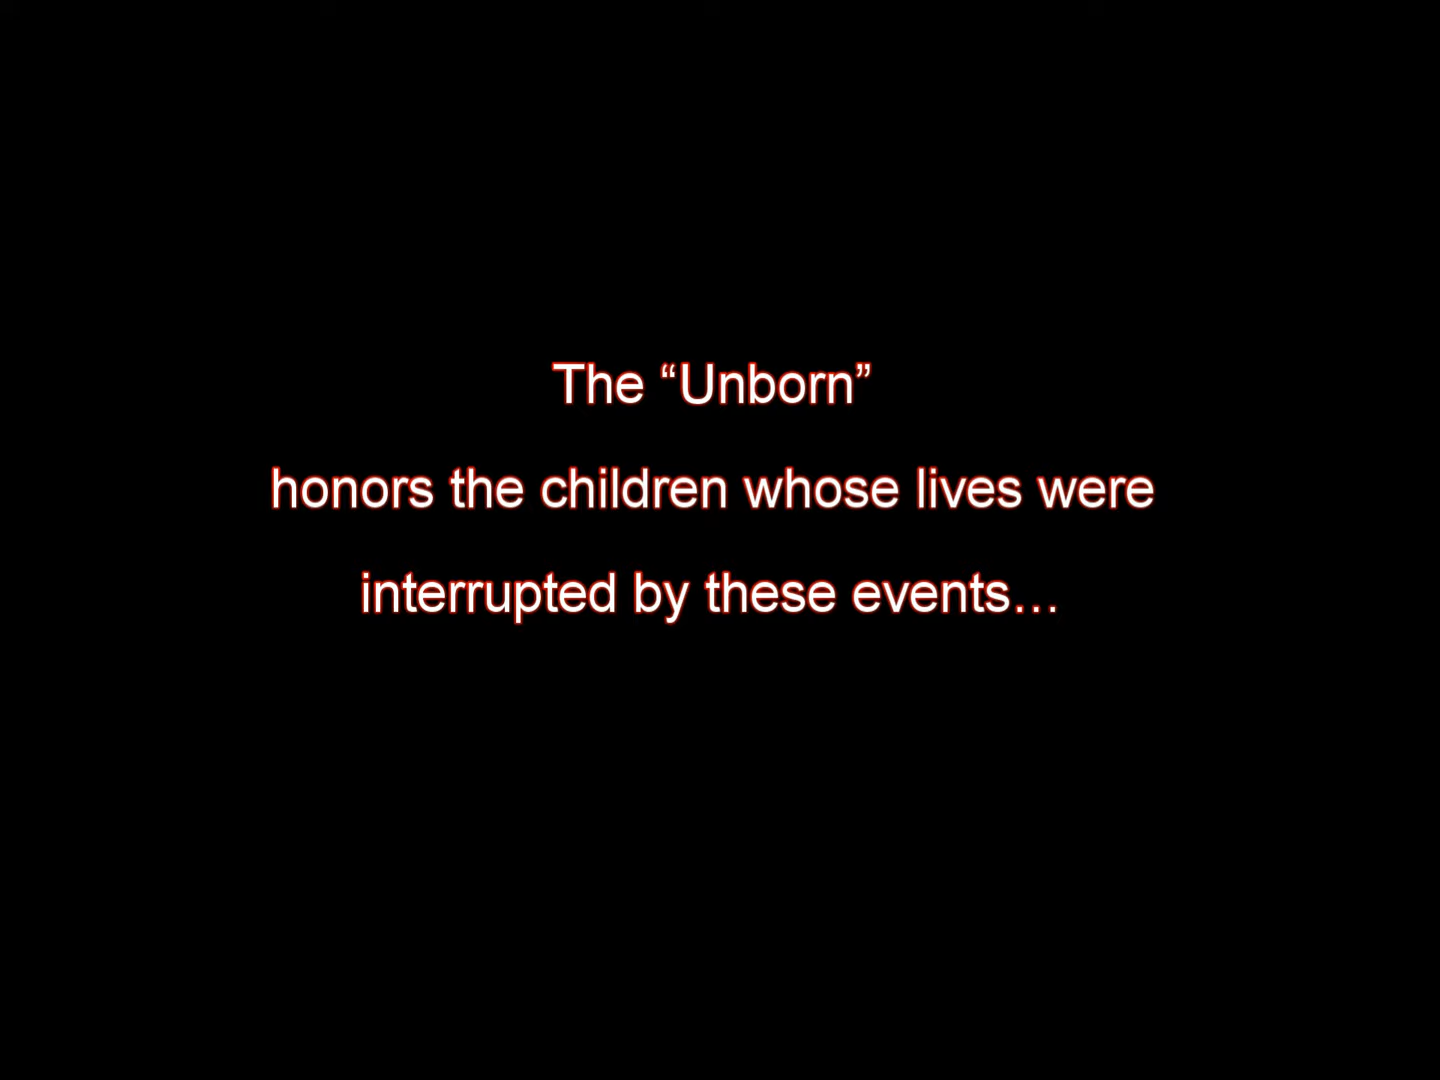 The “Unborn”
honors the children whose lives were
interrupted by these events…